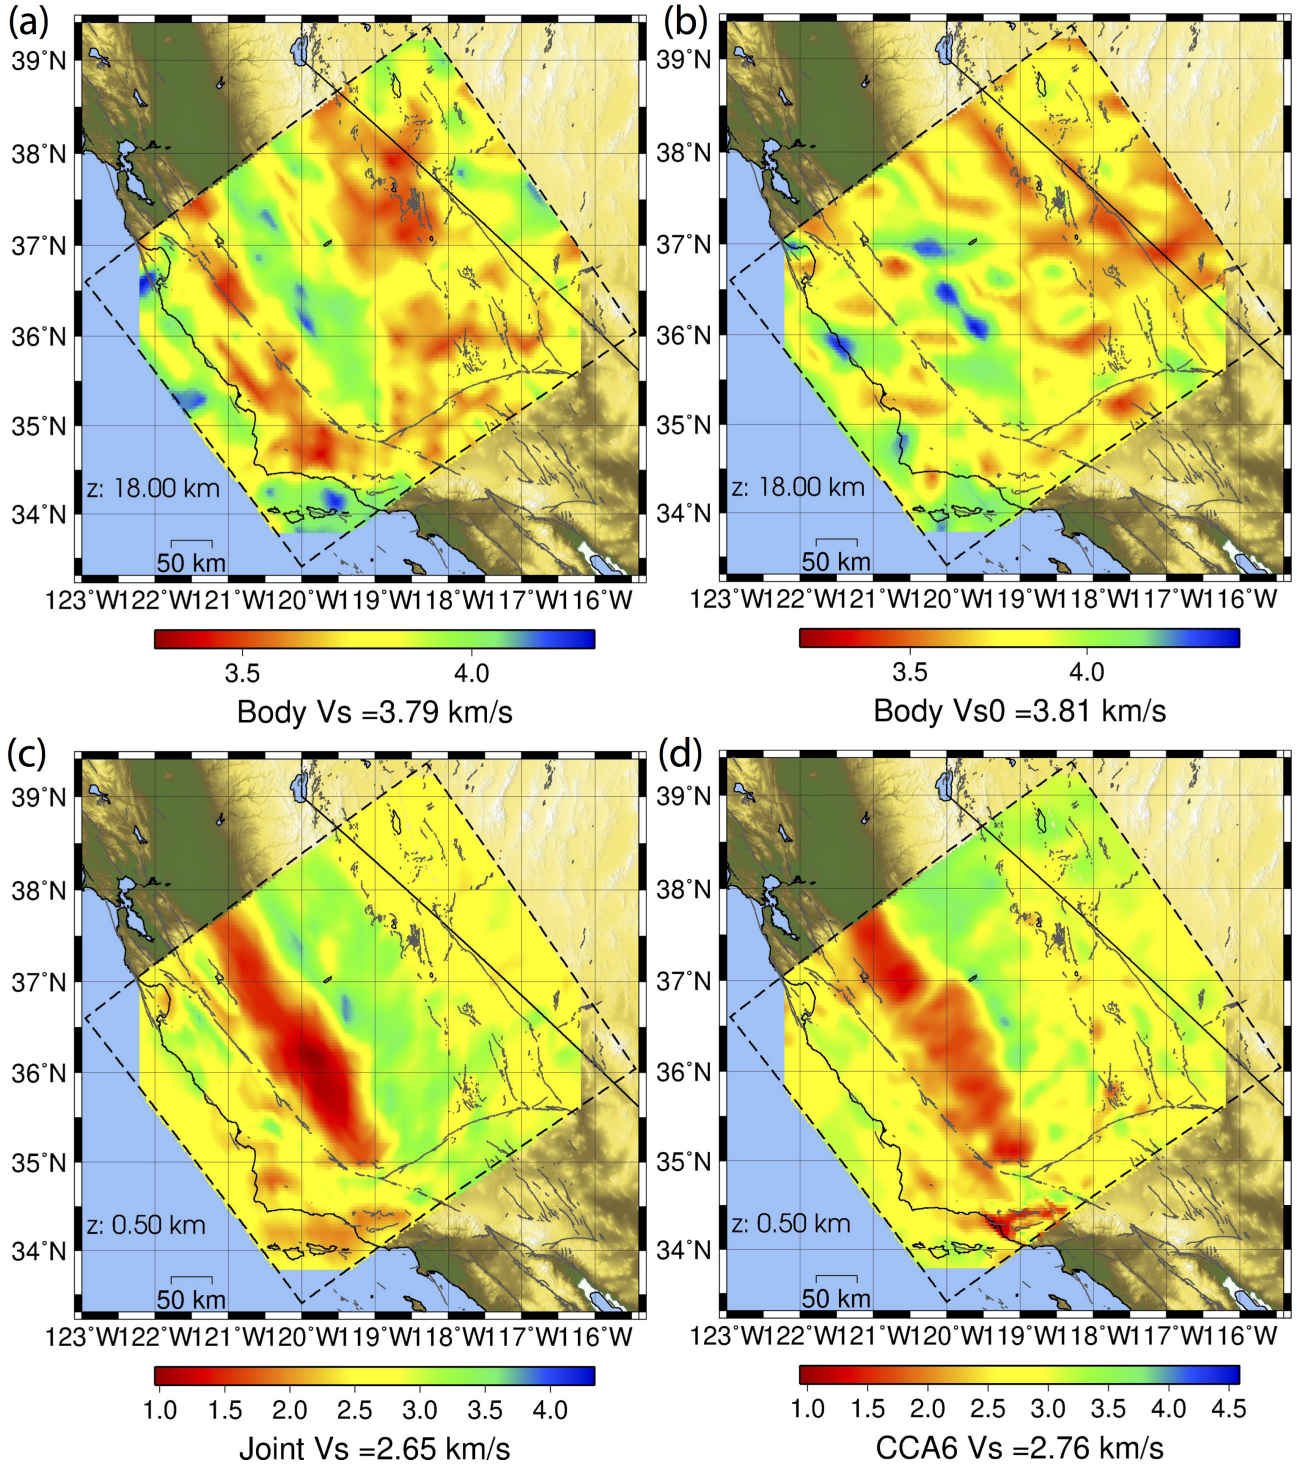 (a)
39°N
38°N
37°N
36°N
35°N
34°N
z: 18.00 km
50 km
123°W122°W121°W120°W119°W118°W117°W116°W
3.5 4.0
Body Vs =3.79 km/s
(b)
39°N
38°N
37°N
36°N
35°N
34°N
z: 18.00 km
50 km
123°W122°W121°W120°W119°W118°W117°W116°W
3.5 4.0
Body Vs0 =3.81 km/s
(c)
39°N
38°N
37°N
36°N
35°N
34°N
z: 0.50 km
50 km
123°W122°W121°W120°W119°W118°W117°W116°W
1.0 1.5 2.0 2.5 3.0 3.5 4.0
Joint Vs =2.65 km/s
(d)
39°N
38°N
37°N
36°N
35°N
34°N
z: 0.50 km
50 km
123°W122°W121°W120°W119°W118°W117°W116°W
1.0 1.5 2.0 2.5 3.0 3.5 4.0 4.5
CCA6 Vs =2.76 km/s